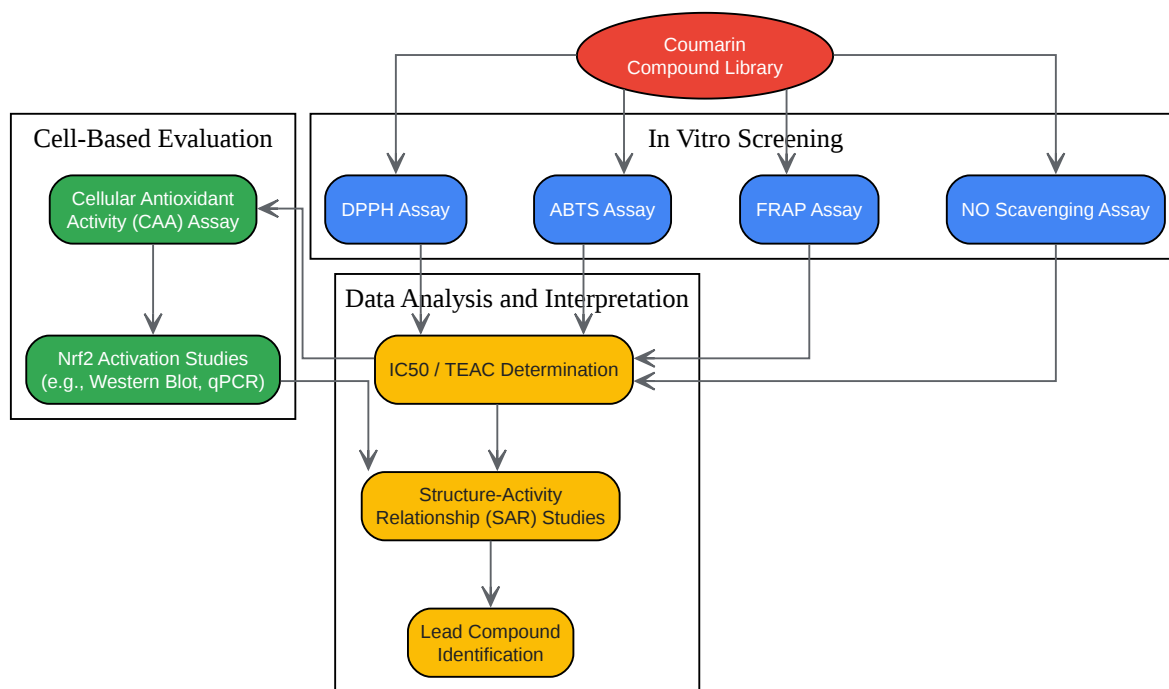 Coumarin
Compound Library
Cell-Based Evaluation
In Vitro Screening
Cellular Antioxidant
Activity (CAA) Assay
DPPH Assay
ABTS Assay
FRAP Assay
NO Scavenging Assay
Data Analysis and Interpretation
Nrf2 Activation Studies
(e.g., Western Blot, qPCR)
IC50 / TEAC Determination
Structure-Activity
Relationship (SAR) Studies
Lead Compound
Identification